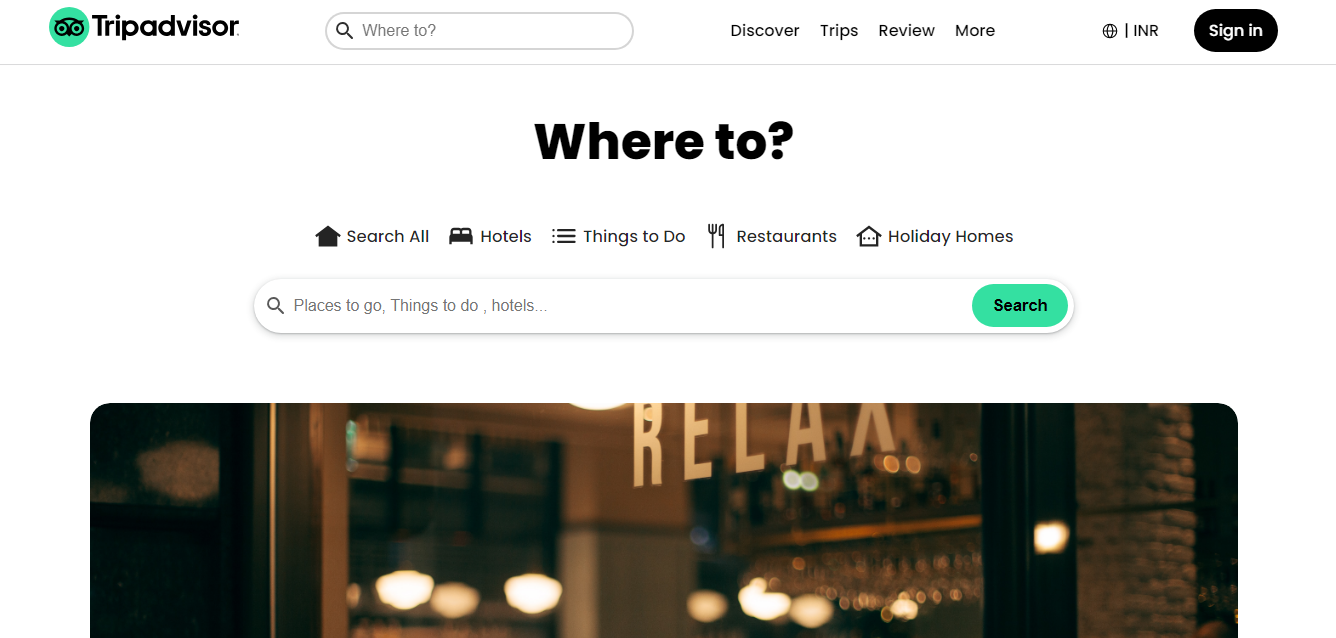 Tripadvisor
Where to?
Discover Trips Review More
| INR
Sign in
Where to?
Search All Hotels Things to Do Restaurants Holiday Homes
Places to go, Things to do , hotels...
Search
RELAX